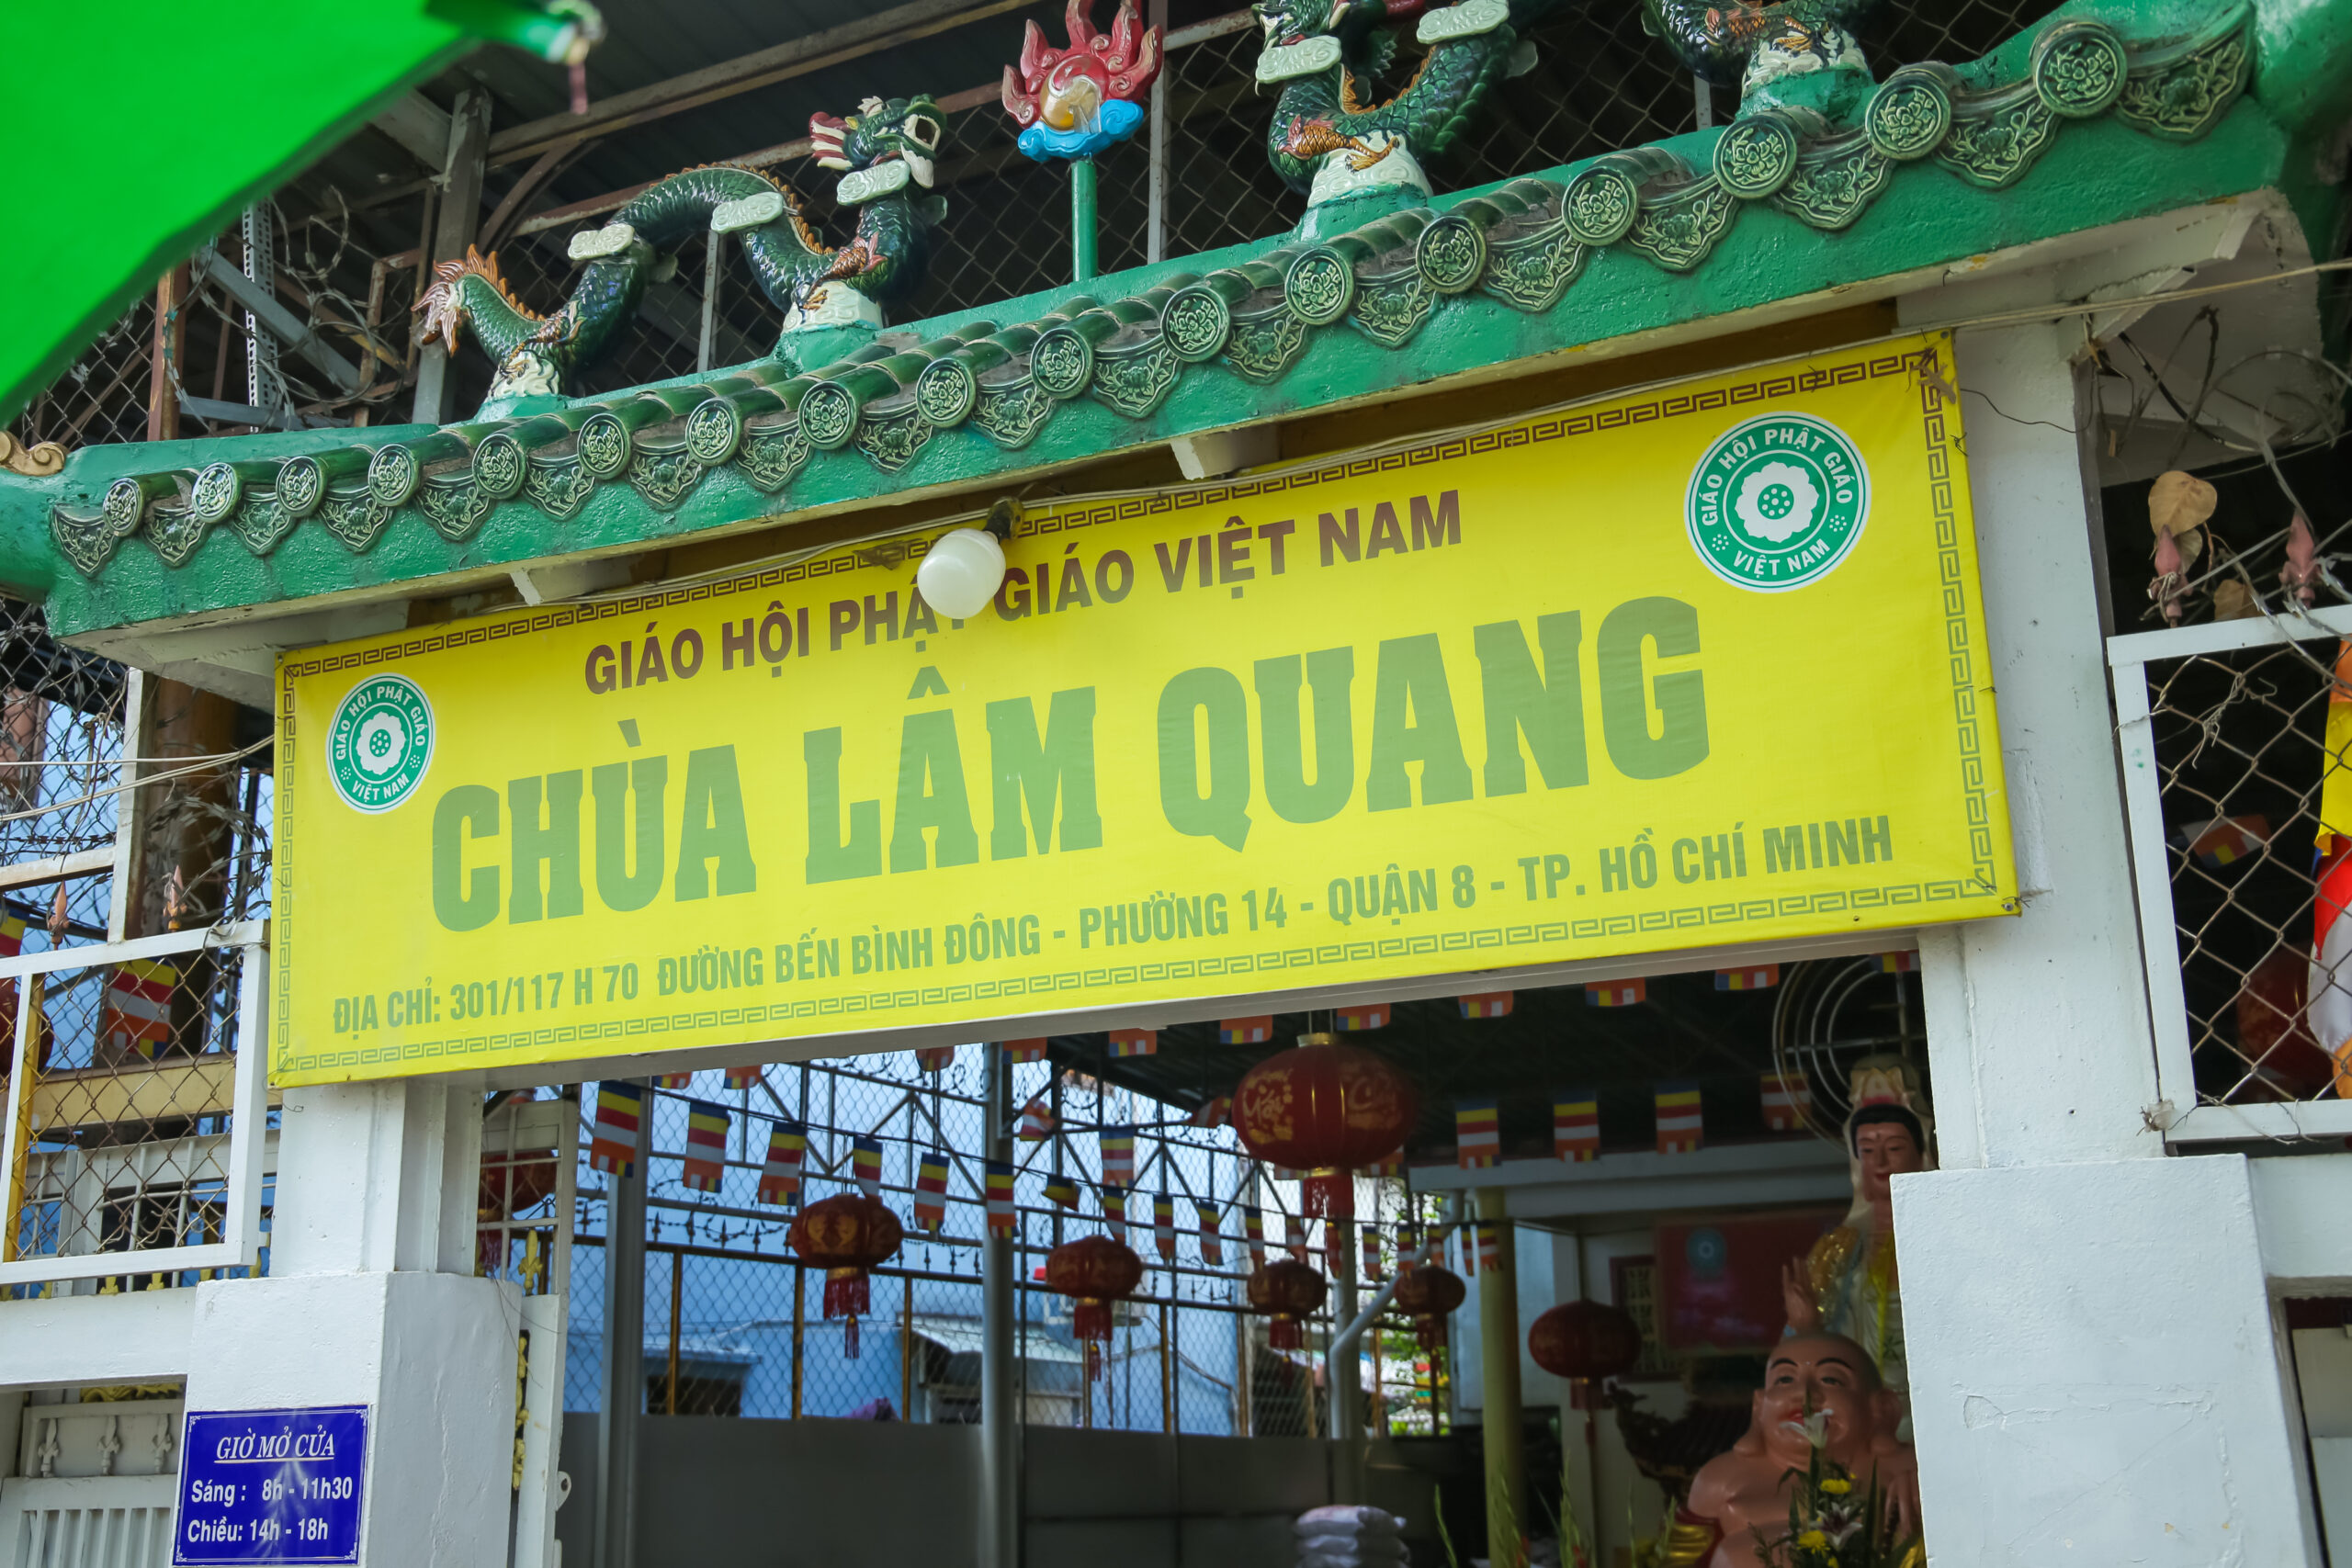 GIÁO HỘI PHẬT GIÁO VIỆT NAM
GIÁO HỘI PHẬT GIÁO
VIỆT NAM
GIÁO HỘI PHẬT GIÁO
VIỆT NAM
CHÙA LÂM QUANG
ĐỊA CHỈ: 301/117 H 70 ĐƯỜNG BẾN BÌNH ĐÔNG - PHƯỜNG 14 - QUẬN 8 - TP. HỒ CHÍ MINH
GIỜ MỞ CỬA
Sáng : 8h - 11h30
Chiều: 14h - 18h